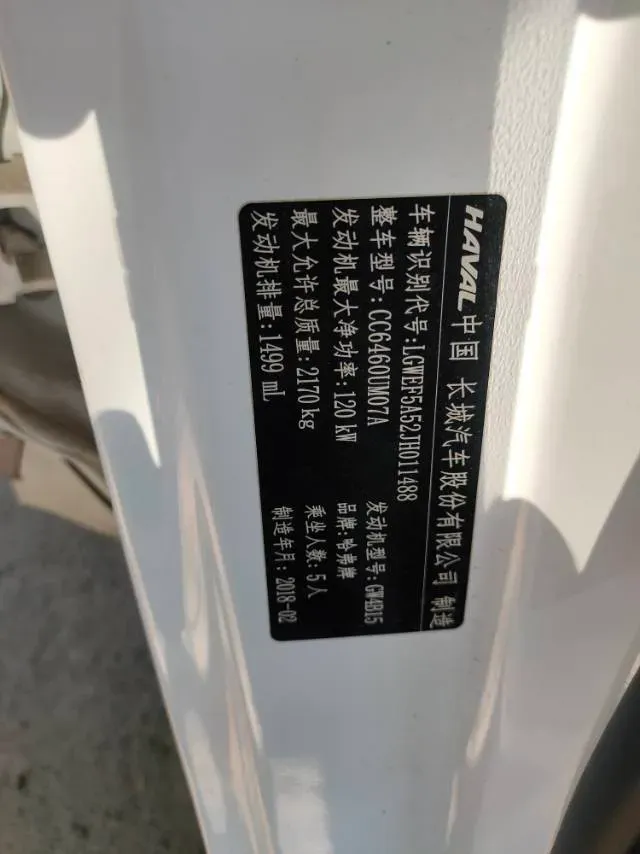 HAVAL 中国 长城汽车股份有限公司 制造
车辆识别代号:LGWEF5A52JH011488
整车型号:CC6460UM07A 发动机型号:GW4B15
发动机最大净功率:120 kW 品牌:哈弗牌
最大允许总质量:2170 kg 乘坐人数:5人
发动机排量:1499 mL 制造年月:2018-02